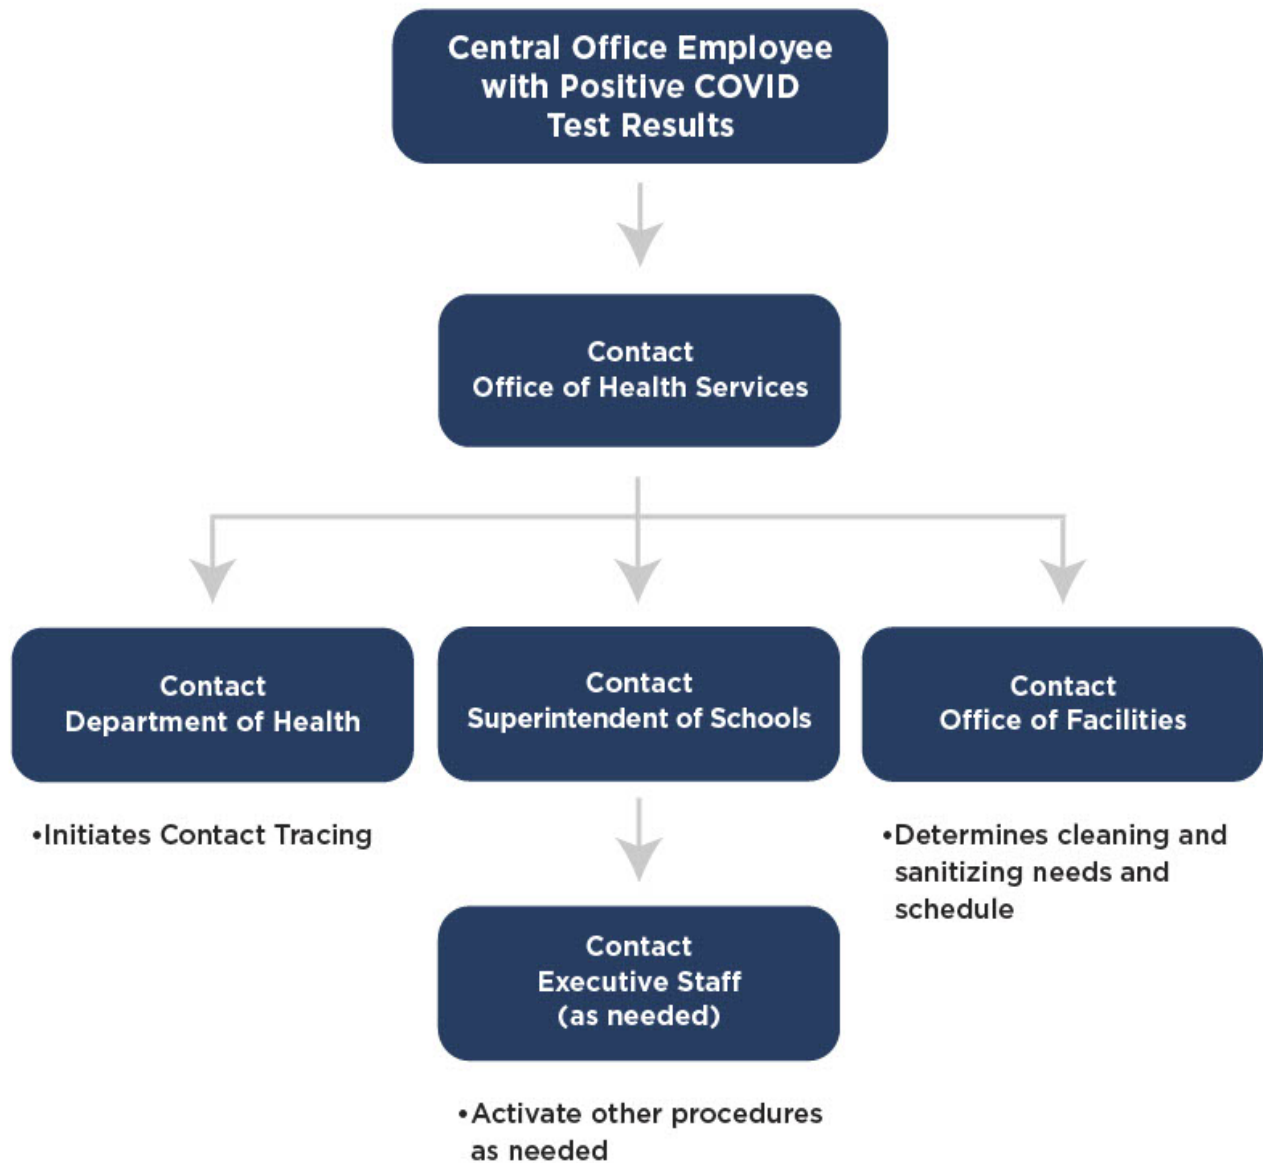 Central Office Employee
with Positive COVID
Test Results
Contact
Office of Health Services
Contact
Department of Health
•Initiates Contact Tracing
Contact
Superintendent of Schools
Contact
Office of Facilities
•Determines cleaning and
sanitizing needs and
schedule
Contact
Executive Staff
(as needed)
•Activate other procedures
as needed